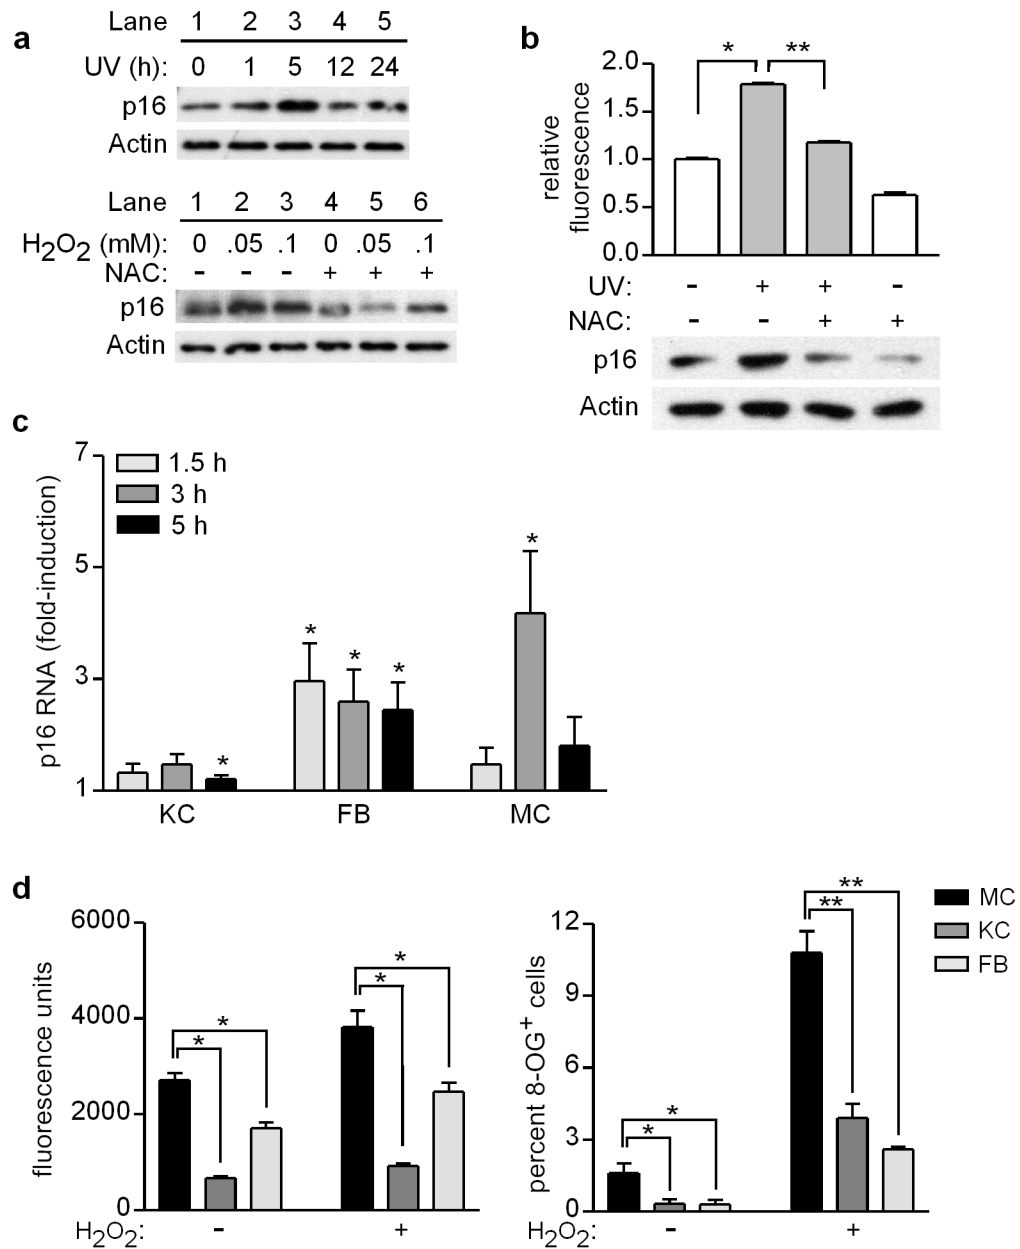 a
Lane 1 2 3 4 5
UV (h): 0 1 5 12 24
p16
Actin
Lane 1 2 3 4 5 6
H2O2 (mM): 0 .05 .1 0 .05 .1
NAC: - - - + + +
p16
Actin
b
* **
2.0
1.5
1.0
0.5
0.0
relative
fluorescence
UV: - + + -
NAC: - - + +
p16
Actin
c
7
5
3
1
p16 RNA (fold-induction)
1.5 h
3 h
5 h
*
* * *
*
KC FB MC
d
6000
4000
2000
0
fluorescence units
*
*
*
*
H2O2: - +
12
9
6
3
0
percent 8-OG+ cells
*
*
**
**
H2O2: - +
MC
KC
FB